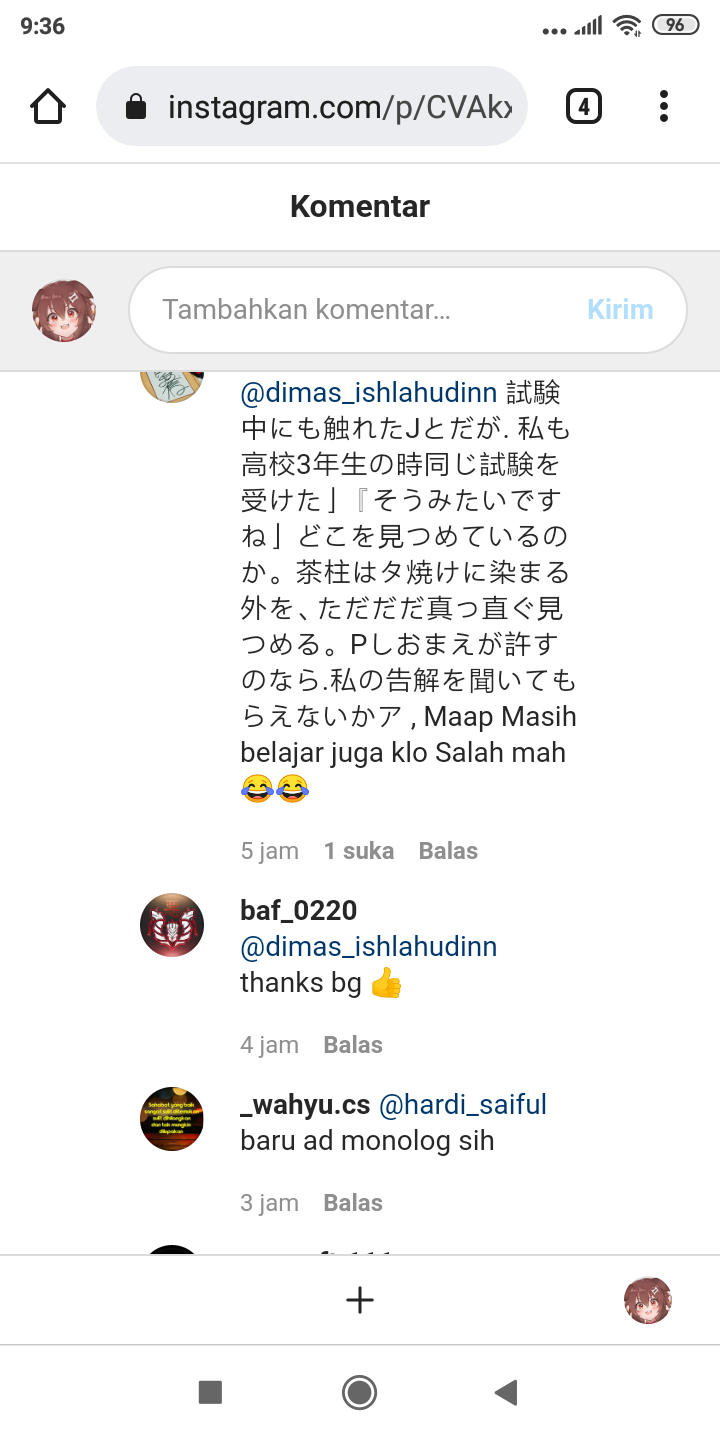 9:36
96
instagram.com/p/CVAkx
4
Komentar
Tambahkan komentar...
Kirim
@dimas_ishlahudinn 試験
中にも触れたJとだが. 私も
高校3年生の時同じ試験を
受けた」『そうみたいです
ね」どこを見つめているの
か。茶柱はタ焼けに染まる
外を､ただだだ真っ直ぐ見
つめる。Pしおまえが許す
のなら.私の告解を聞いても
らえないかア , Maap Masih
belajar juga klo Salah mah
😂😂
5 jam 1 suka Balas
baf_0220
@dimas_ishlahudinn
thanks bg 👍
4 jam Balas
_wahyu.cs @hardi_saiful
baru ad monolog sih
3 jam Balas